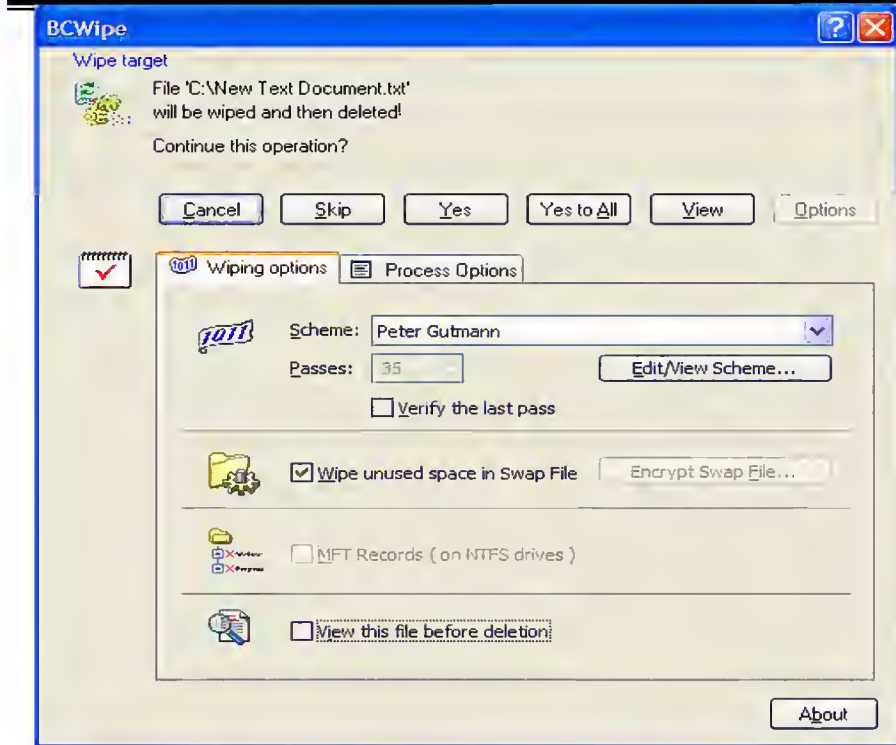 BCWipe
Wipe target
File 'C:\New Text Document.txt'
will be wiped and then deleted!
Continue this operation?
Cancel Skip Yes Yes to All View Options
Wiping options Process Options
1011 Scheme: Peter Gutmann
Passes: 35 Edit/View Scheme...
Verify the last pass
Wipe unused space in Swap File Encrypt Swap File...
MFT Records ( on NTFS drives )
View this file before deletion
About